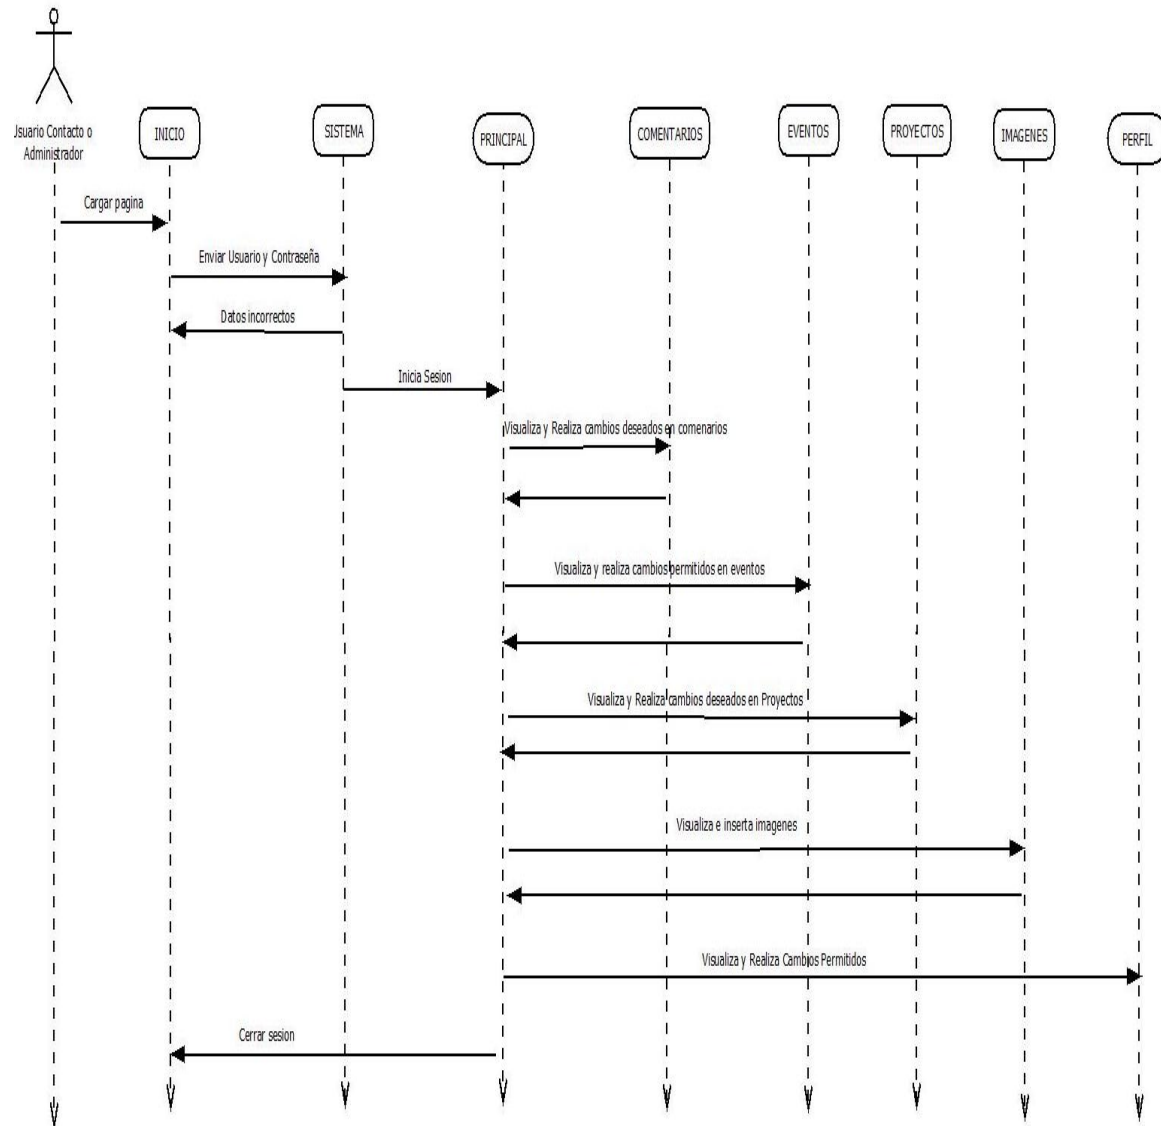 Jsuario Contacto o
Administrador
INICIO
SISTEMA
PRINCIPAL
COMENTARIOS
EVENTOS
PROYECTOS
IMAGENES
PERFIL
Cargar pagina
Enviar Usuario y Contraseña
Datos incorrectos
Inicia Sesion
Visualiza y Realiza cambios deseados en comenarios
Visualiza y realiza cambios permitidos en eventos
Visualiza y Realiza cambios deseados en Proyectos
Visualiza e inserta imagenes
Visualiza y Realiza Cambios Permitidos
Cerrar sesion